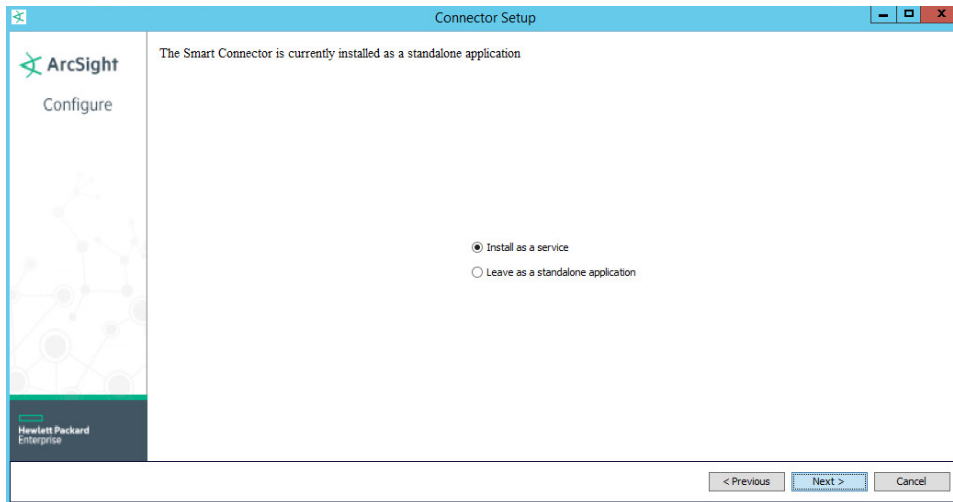 Connector Setup
ArcSight
Configure
The Smart Connector is currently installed as a standalone application
Install as a service
Leave as a standalone application
Hewlett Packard
Enterprise
< Previous
Next >
Cancel